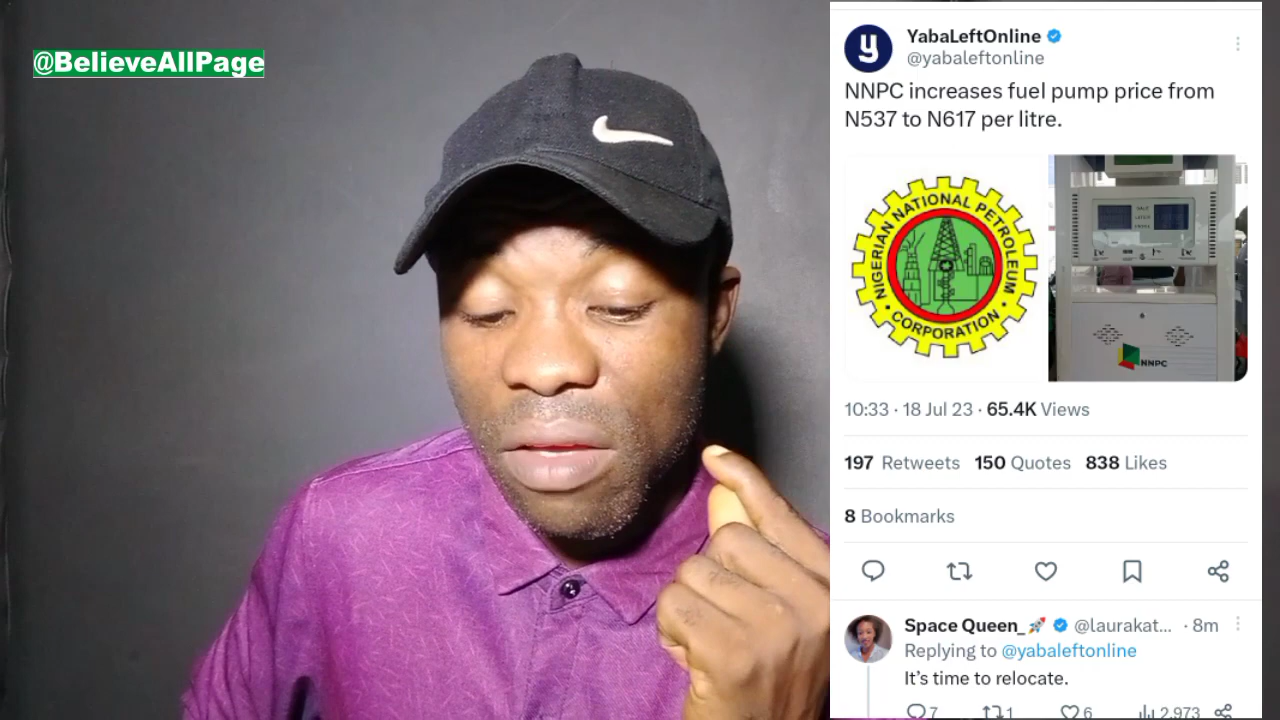 @BelieveAllPage
YabaLeftOnline
@yabaleftonline
NNPC increases fuel pump price from
N537 to N617 per litre.
NIGERIAN NATIONAL PETROLEUM
CORPORATION
NNPC
10:33 · 18 Jul 23 · 65.4K Views
197 Retweets 150 Quotes 838 Likes
8 Bookmarks
Space Queen_🚀 @laurakat... · 8m
Replying to @yabaleftonline
It's time to relocate.
7 1 6 2,973